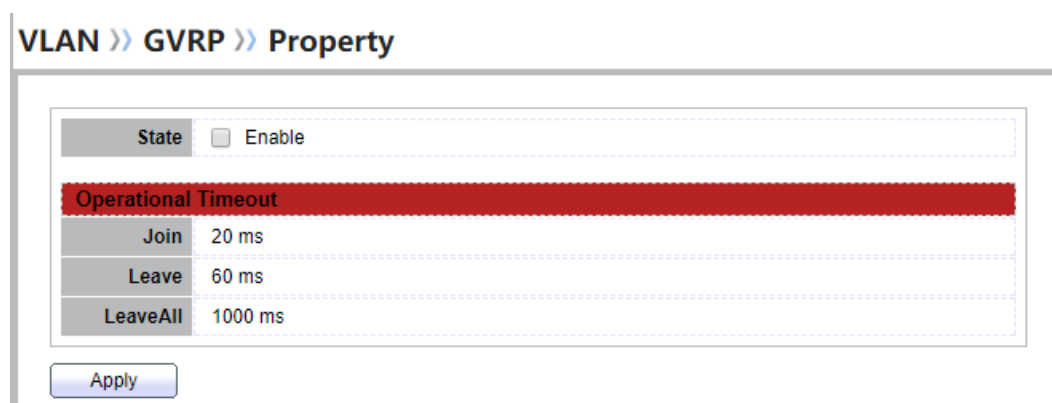 VLAN 》 GVRP 》 Property
State Enable
Operational Timeout
Join 20 ms
Leave 60 ms
LeaveAll 1000 ms
Apply